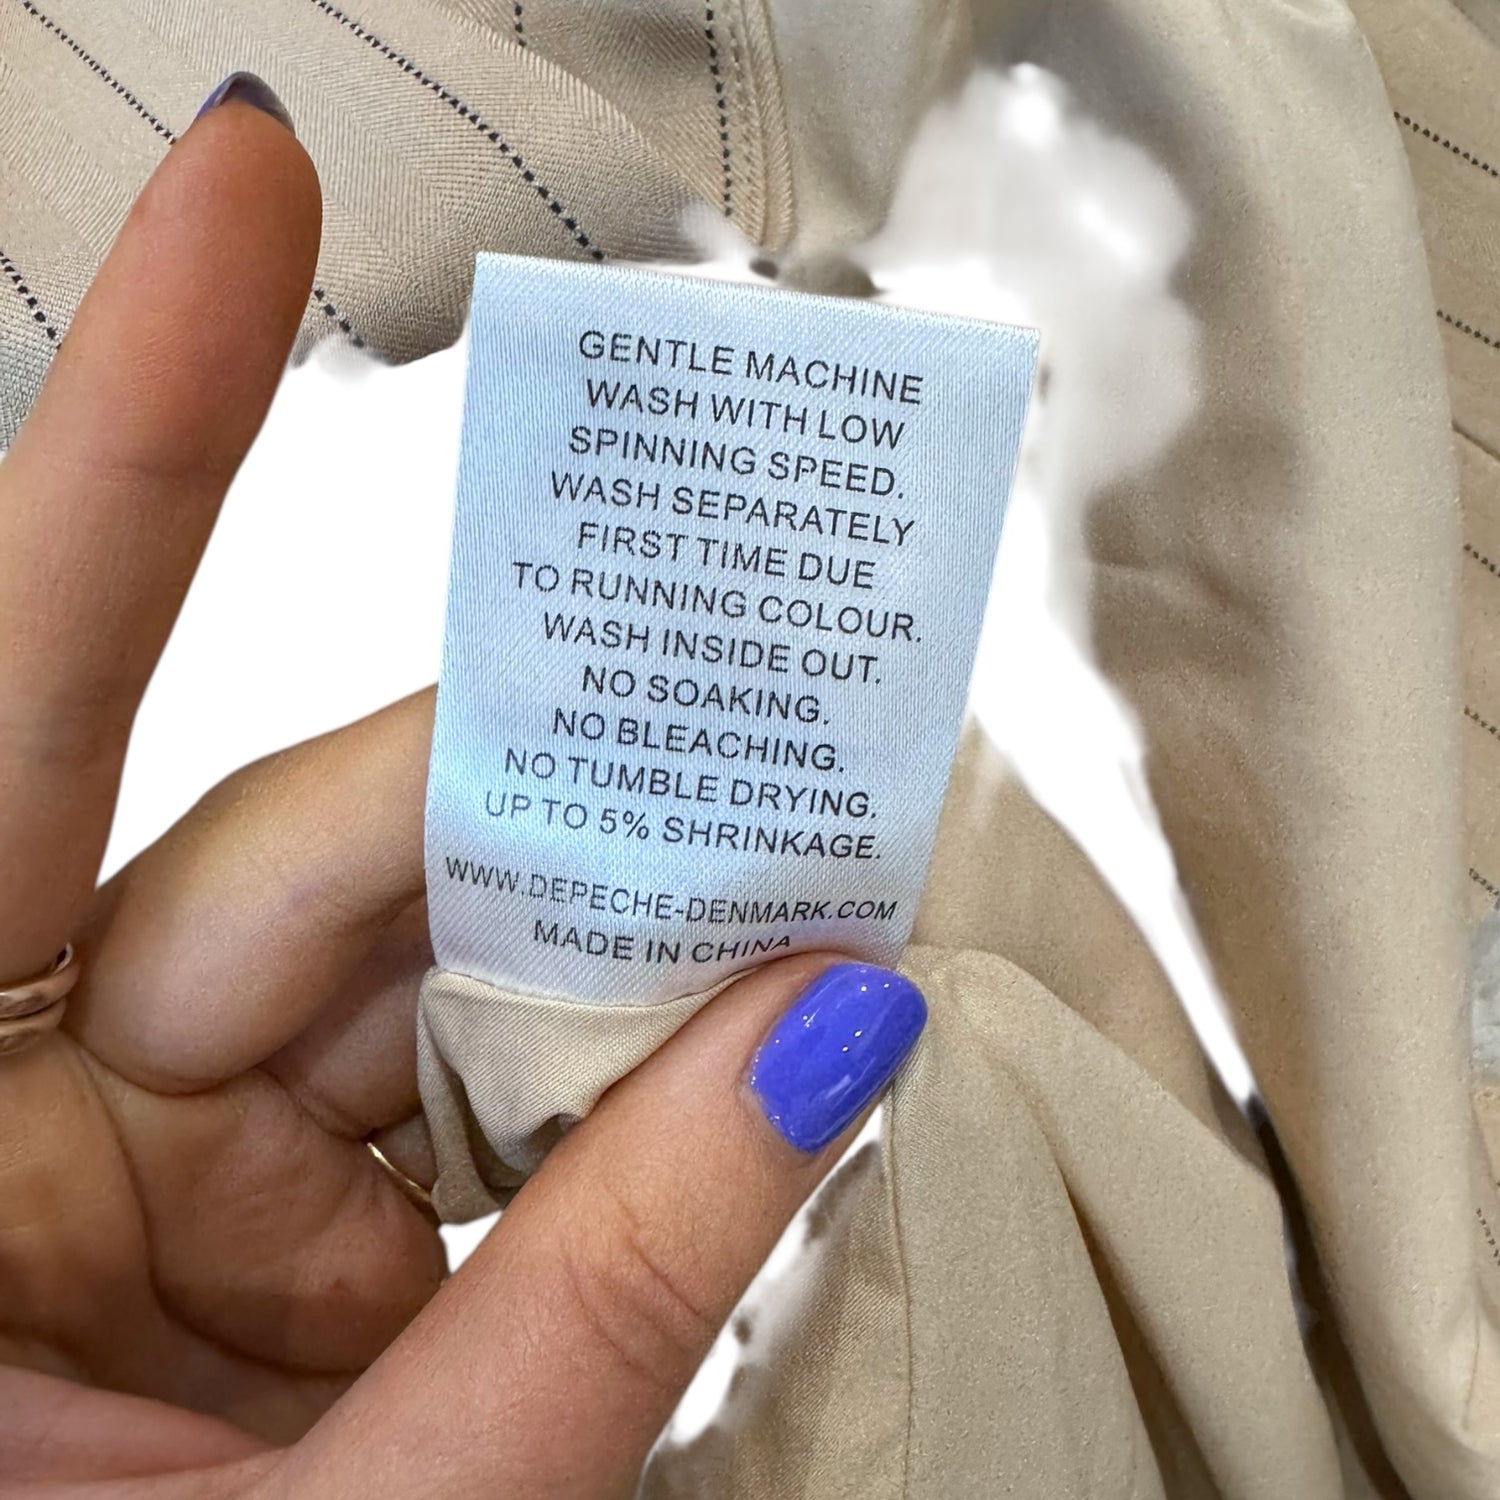 GENTLE MACHINE
WASH WITH LOW
SPINNING SPEED.
WASH SEPARATELY
FIRST TIME DUE
TO RUNNING COLOUR.
WASH INSIDE OUT.
NO SOAKING.
NO BLEACHING.
NO TUMBLE DRYING.
UP TO 5% SHRINKAGE.
WWW.DEPECHE-DENMARK.COM
MADE IN CHINA